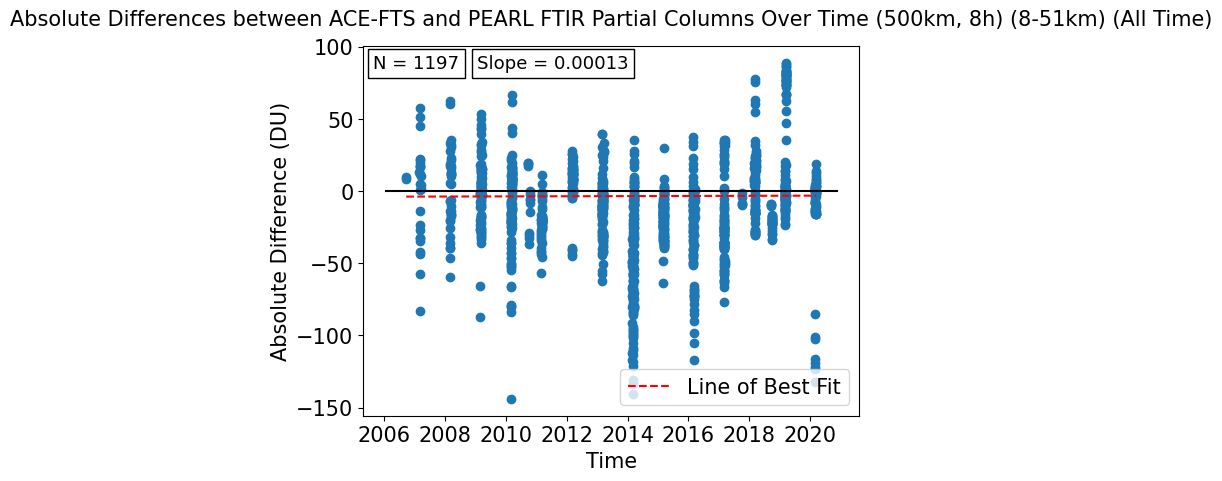 Absolute Differences between ACE-FTS and PEARL FTIR Partial Columns Over Time (500km, 8h) (8-51km) (All Time)
N = 1197
Slope = 0.00013
Absolute Difference (DU)
100
50
0
−50
−100
−150
Line of Best Fit
2006 2008 2010 2012 2014 2016 2018 2020
Time